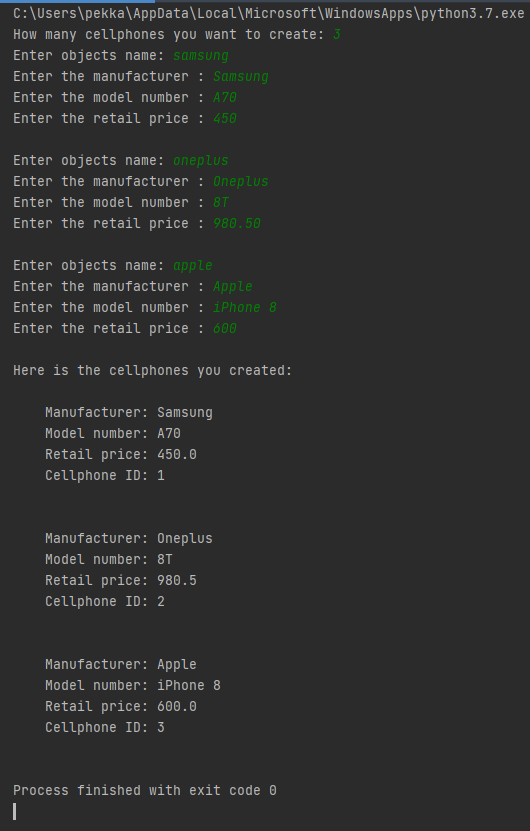 C:\Users\pekka\AppData\Local\Microsoft\WindowsApps\python3.7.exe
How many cellphones you want to create: 3
Enter objects name: samsung
Enter the manufacturer : Samsung
Enter the model number : A70
Enter the retail price : 450
Enter objects name: oneplus
Enter the manufacturer : Oneplus
Enter the model number : 8T
Enter the retail price : 980.50
Enter objects name: apple
Enter the manufacturer : Apple
Enter the model number : iPhone 8
Enter the retail price : 600
Here is the cellphones you created:
Manufacturer: Samsung
Model number: A70
Retail price: 450.0
Cellphone ID: 1
Manufacturer: Oneplus
Model number: 8T
Retail price: 980.5
Cellphone ID: 2
Manufacturer: Apple
Model number: iPhone 8
Retail price: 600.0
Cellphone ID: 3
Process finished with exit code 0